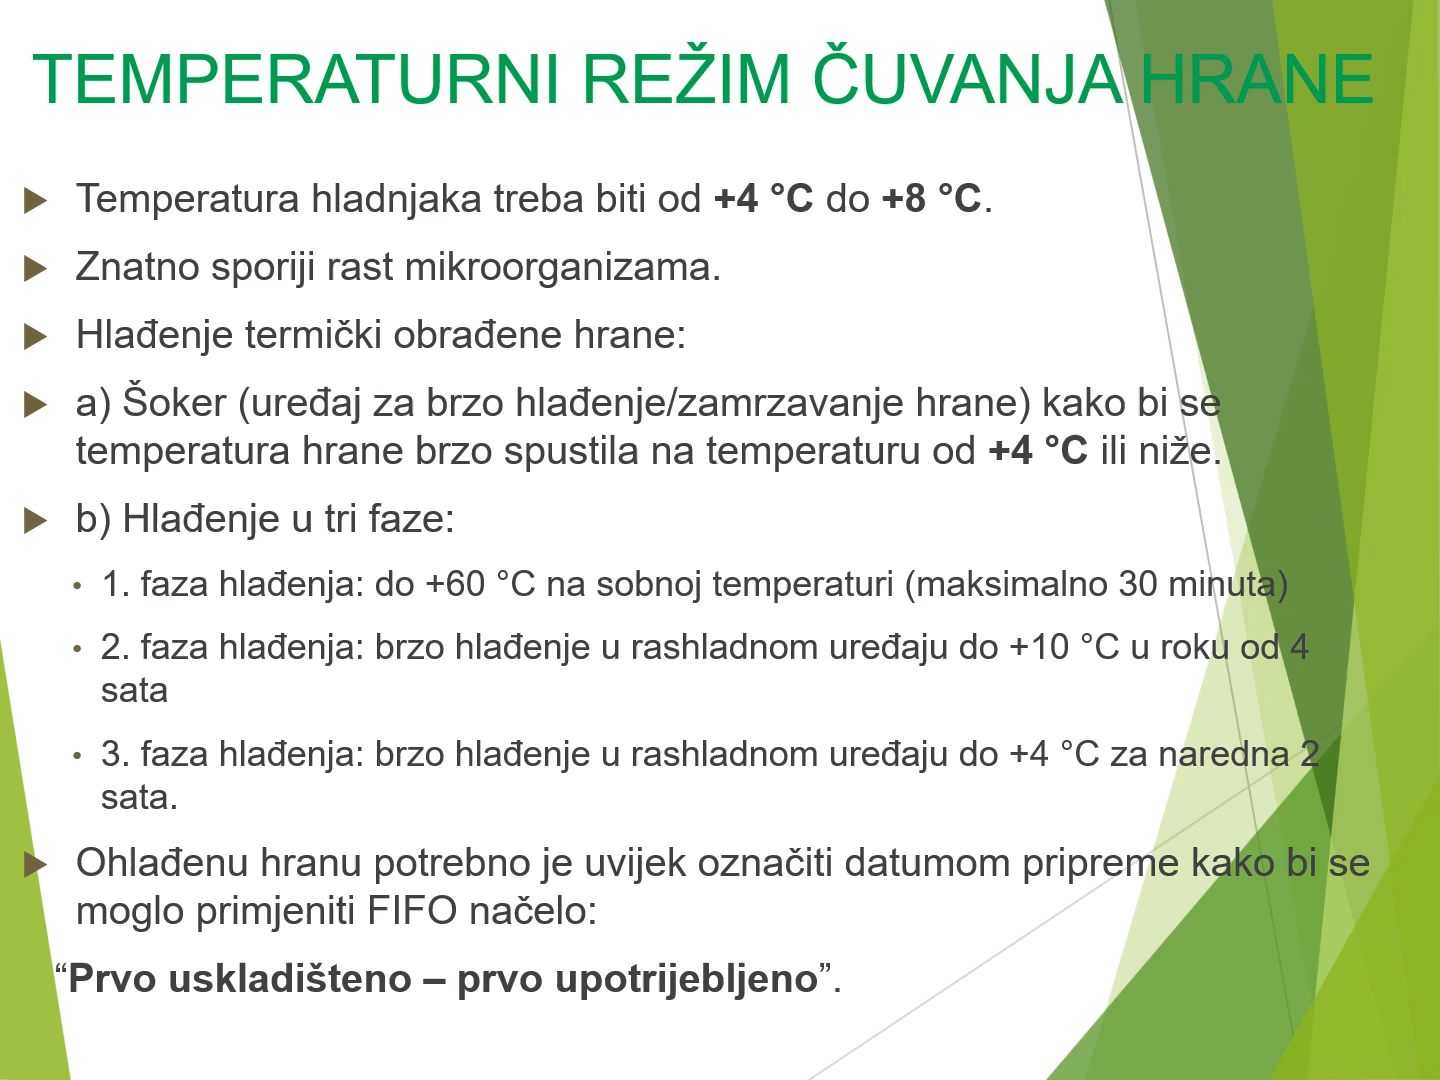 TEMPERATURNI REŽIM ČUVANJA HRANE
Temperatura hladnjaka treba biti od +4 °C do +8 °C.
Znatno sporiji rast mikroorganizama.
Hlađenje termički obrađene hrane:
a) Šoker (uređaj za brzo hlađenje/zamrzavanje hrane) kako bi se
temperatura hrane brzo spustila na temperaturu od +4 °C ili niže.
b) Hlađenje u tri faze:
• 1. faza hlađenja: do +60 °C na sobnoj temperaturi (maksimalno 30 minuta)
• 2. faza hlađenja: brzo hlađenje u rashladnom uređaju do +10 °C u roku od 4
sata
• 3. faza hlađenja: brzo hlađenje u rashladnom uređaju do +4 °C za naredna 2
sata.
Ohlađenu hranu potrebno je uvijek označiti datumom pripreme kako bi se
moglo primjeniti FIFO načelo:
“Prvo uskladišteno – prvo upotrijebljeno”.